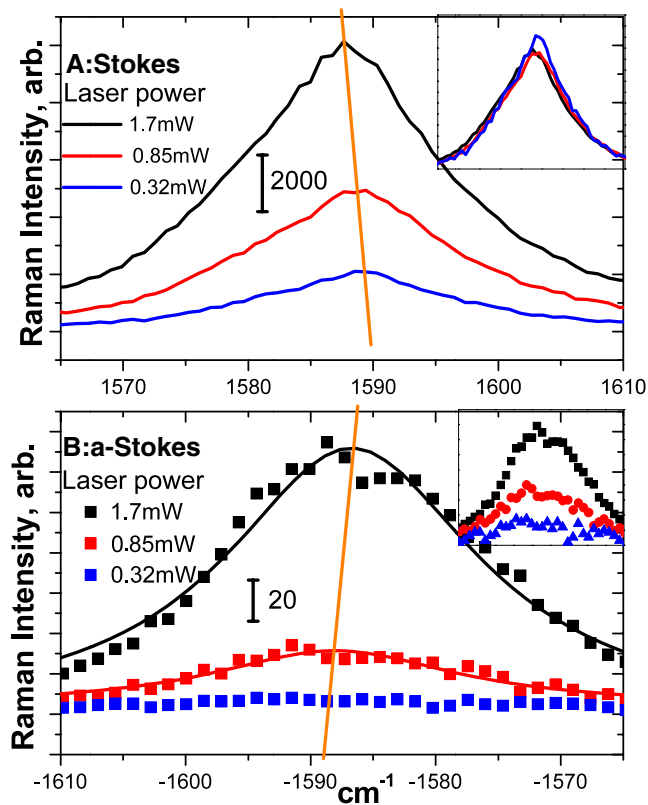 A:Stokes
Laser power
1.7mW
0.85mW
0.32mW
2000
Raman Intensity, arb.
1570 1580 1590 1600 1610
B:a-Stokes
Laser power
1.7mW
0.85mW
0.32mW
20
Raman Intensity, arb.
-1610 -1600 -1590 -1580 -1570
cm-1